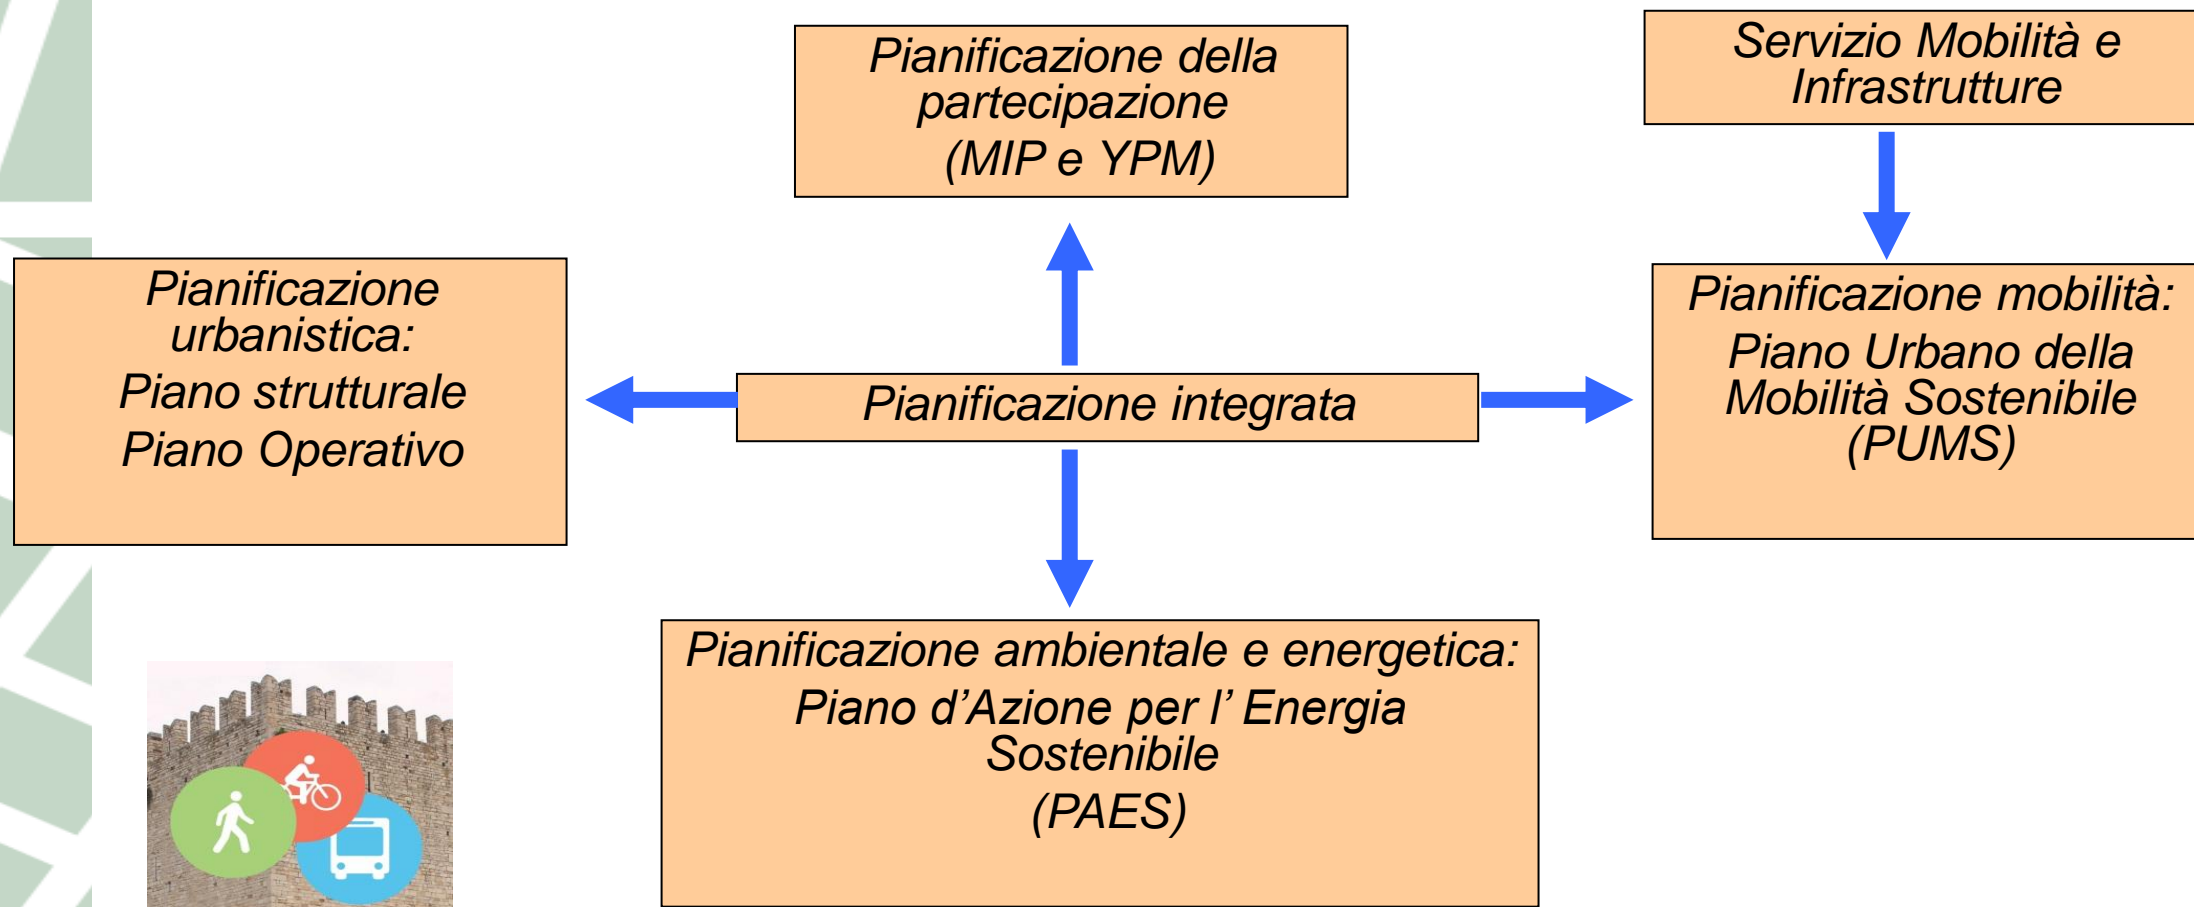 Pianificazione della
partecipazione
(MIP e YPM)
Servizio Mobilità e
Infrastrutture
Pianificazione
urbanistica:
Piano strutturale
Piano Operativo
Pianificazione integrata
Pianificazione mobilità:
Piano Urbano della
Mobilità Sostenibile
(PUMS)
Pianificazione ambientale e energetica:
Piano d’Azione per l’ Energia
Sostenibile
(PAES)